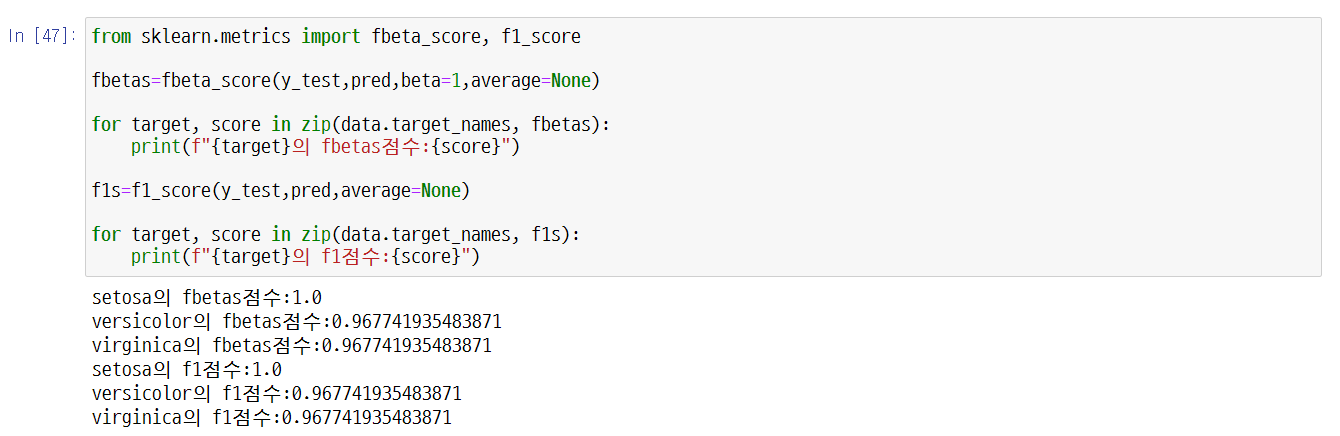 In [47]:
from sklearn.metrics import fbeta_score, f1_score
fbetas=fbeta_score(y_test,pred,beta=1,average=None)
for target, score in zip(data.target_names, fbetas):
    print(f"{target}의 fbetas점수:{score}")
f1s=f1_score(y_test,pred,average=None)
for target, score in zip(data.target_names, f1s):
    print(f"{target}의 f1점수:{score}")
setosa의 fbetas점수:1.0
versicolor의 fbetas점수:0.967741935483871
virginica의 fbetas점수:0.967741935483871
setosa의 f1점수:1.0
versicolor의 f1점수:0.967741935483871
virginica의 f1점수:0.967741935483871